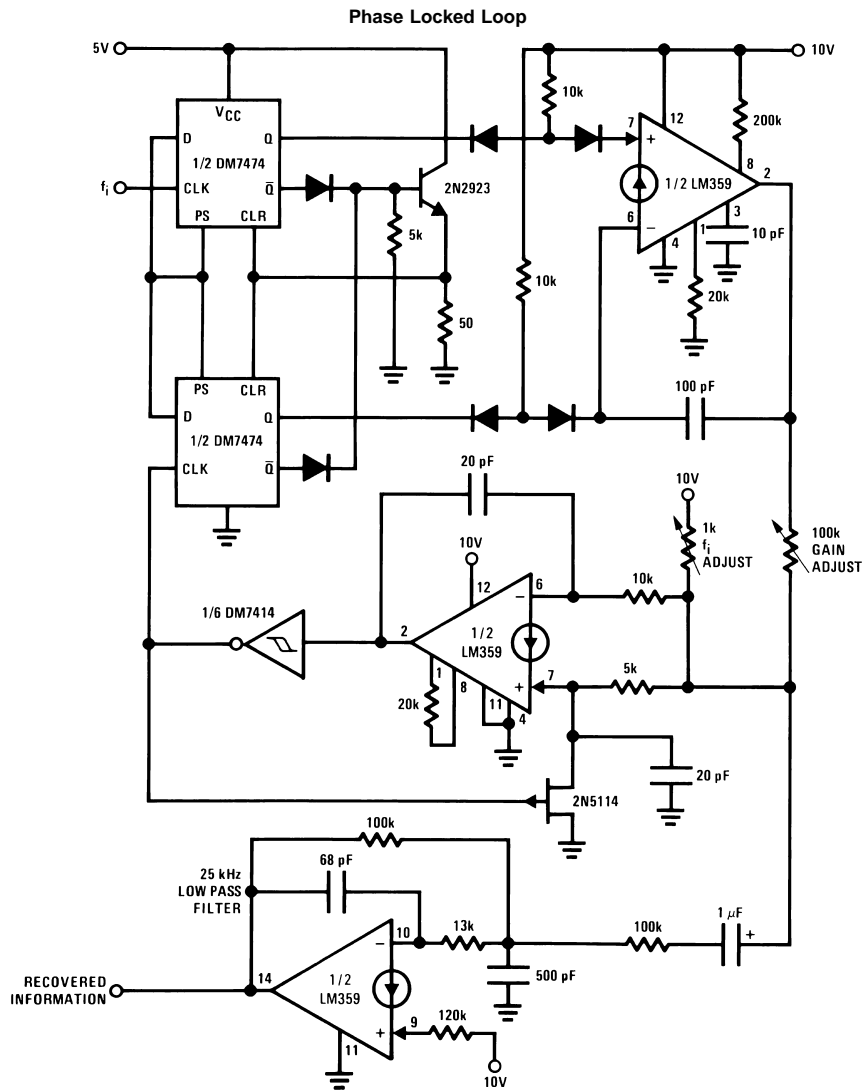 Phase Locked Loop
5V
10V
VCC
D
Q
1/2 DM7474
fi
CLK
Q̅
PS
CLR
2N2923
5k
50
10k
10k
7
+
12
200k
8
2
1/2 LM359
6
−
4
1
3
10 pF
20k
PS
CLR
D
Q
1/2 DM7474
CLK
Q̅
100 pF
20 pF
10V
12
6
−
10k
10V
1k
fi
ADJUST
100k
GAIN
ADJUST
1/6 DM7414
2
1/2
LM359
1
8
11
4
+
7
5k
20k
20 pF
2N5114
100k
68 pF
25 kHz
LOW PASS
FILTER
10
−
13k
100k
1 µF
+
500 pF
RECOVERED
INFORMATION
14
1/2
LM359
+
9
120k
11
10V